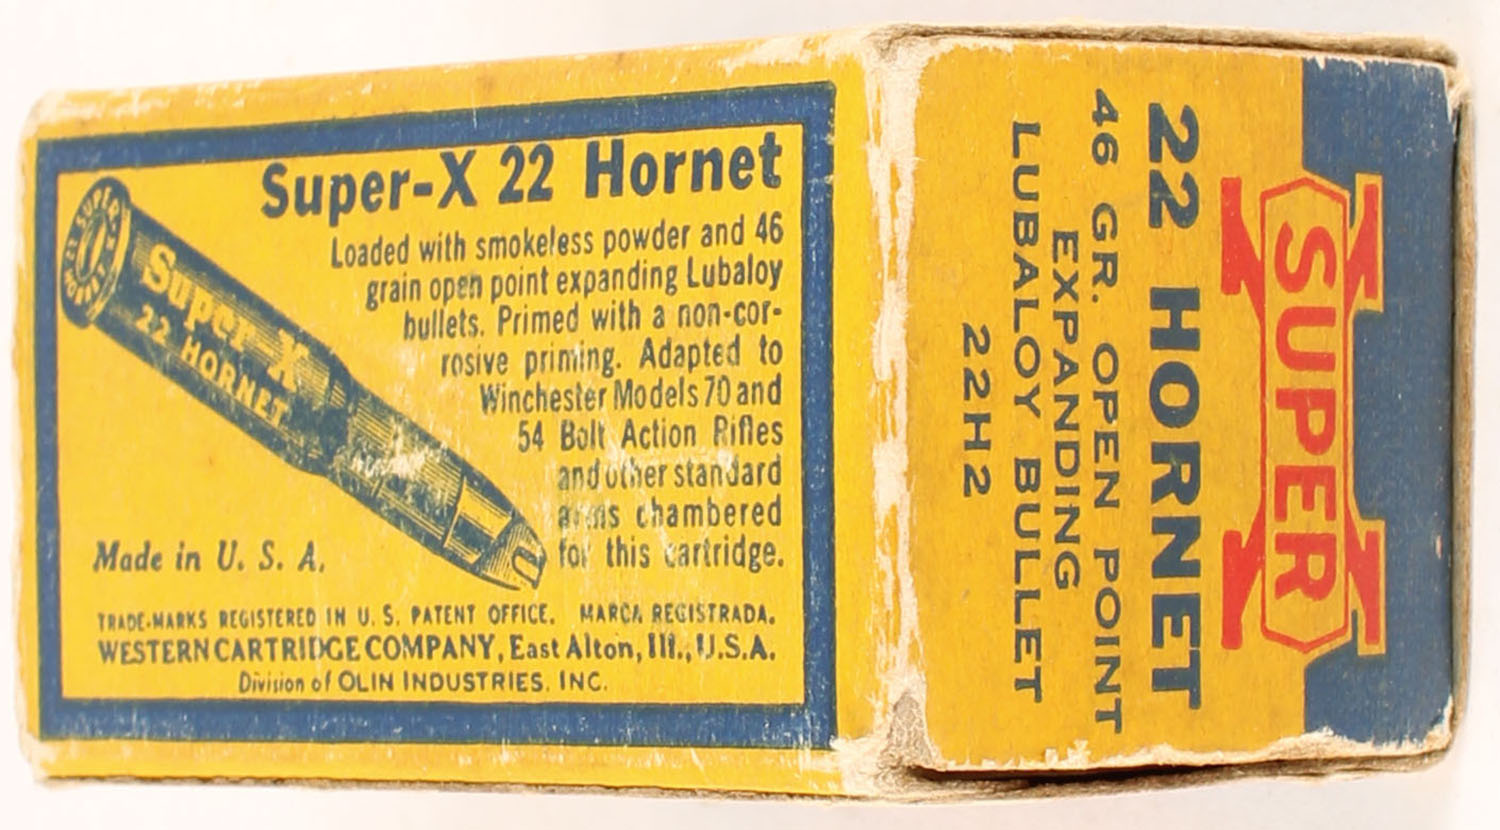 Super-X 22 Hornet
Loaded with smokeless powder and 46
grain open point expanding Lubaloy
bullets. Primed with a non-cor-
rosive priming. Adapted to
Winchester Models 70 and
54 Bolt Action Rifles
and other standard
arms chambered
for this cartridge.
SUPER-X
22 HORNET
Super-X
22 HORNET
Made in U. S. A.
TRADE-MARKS REGISTERED IN U. S. PATENT OFFICE. MARCA REGISTRADA.
WESTERN CARTRIDGE COMPANY, East Alton, Ill., U.S.A.
Division of OLIN INDUSTRIES, INC.
X
SUPER
22 HORNET
46 GR. OPEN POINT
EXPANDING
LUBALOY BULLET
22H2